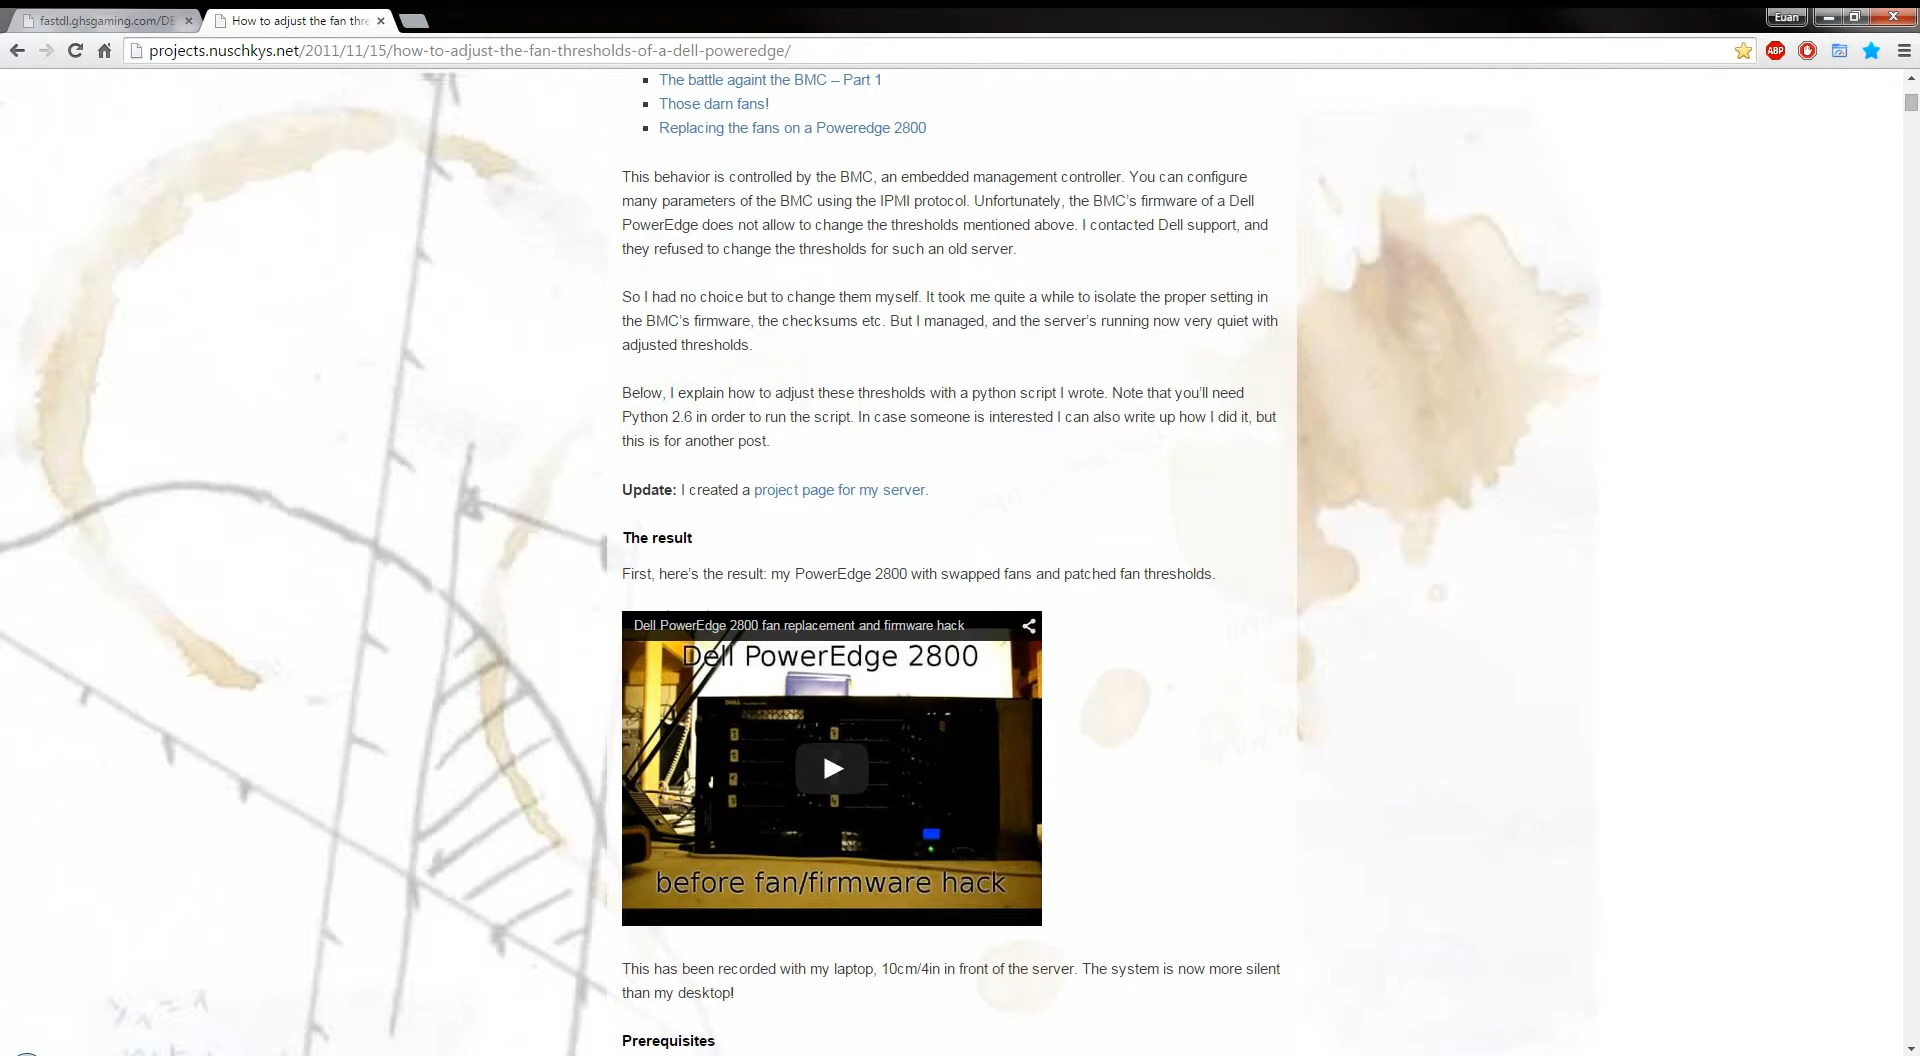 fastdl.ghsgaming.com/DE
How to adjust the fan thre
Euan
projects.nuschkys.net/2011/11/15/how-to-adjust-the-fan-thresholds-of-a-dell-poweredge/
ABP
The battle againt the BMC – Part 1
Those darn fans!
Replacing the fans on a Poweredge 2800
This behavior is controlled by the BMC, an embedded management controller. You can configure
many parameters of the BMC using the IPMI protocol. Unfortunately, the BMC's firmware of a Dell
PowerEdge does not allow to change the thresholds mentioned above. I contacted Dell support, and
they refused to change the thresholds for such an old server.
So I had no choice but to change them myself. It took me quite a while to isolate the proper setting in
the BMC's firmware, the checksums etc. But I managed, and the server's running now very quiet with
adjusted thresholds.
Below, I explain how to adjust these thresholds with a python script I wrote. Note that you'll need
Python 2.6 in order to run the script. In case someone is interested I can also write up how I did it, but
this is for another post.
Update: I created a project page for my server.
The result
First, here's the result: my PowerEdge 2800 with swapped fans and patched fan thresholds.
Dell PowerEdge 2800 fan replacement and firmware hack
Dell PowerEdge 2800
before fan/firmware hack
This has been recorded with my laptop, 10cm/4in in front of the server. The system is now more silent
than my desktop!
Prerequisites